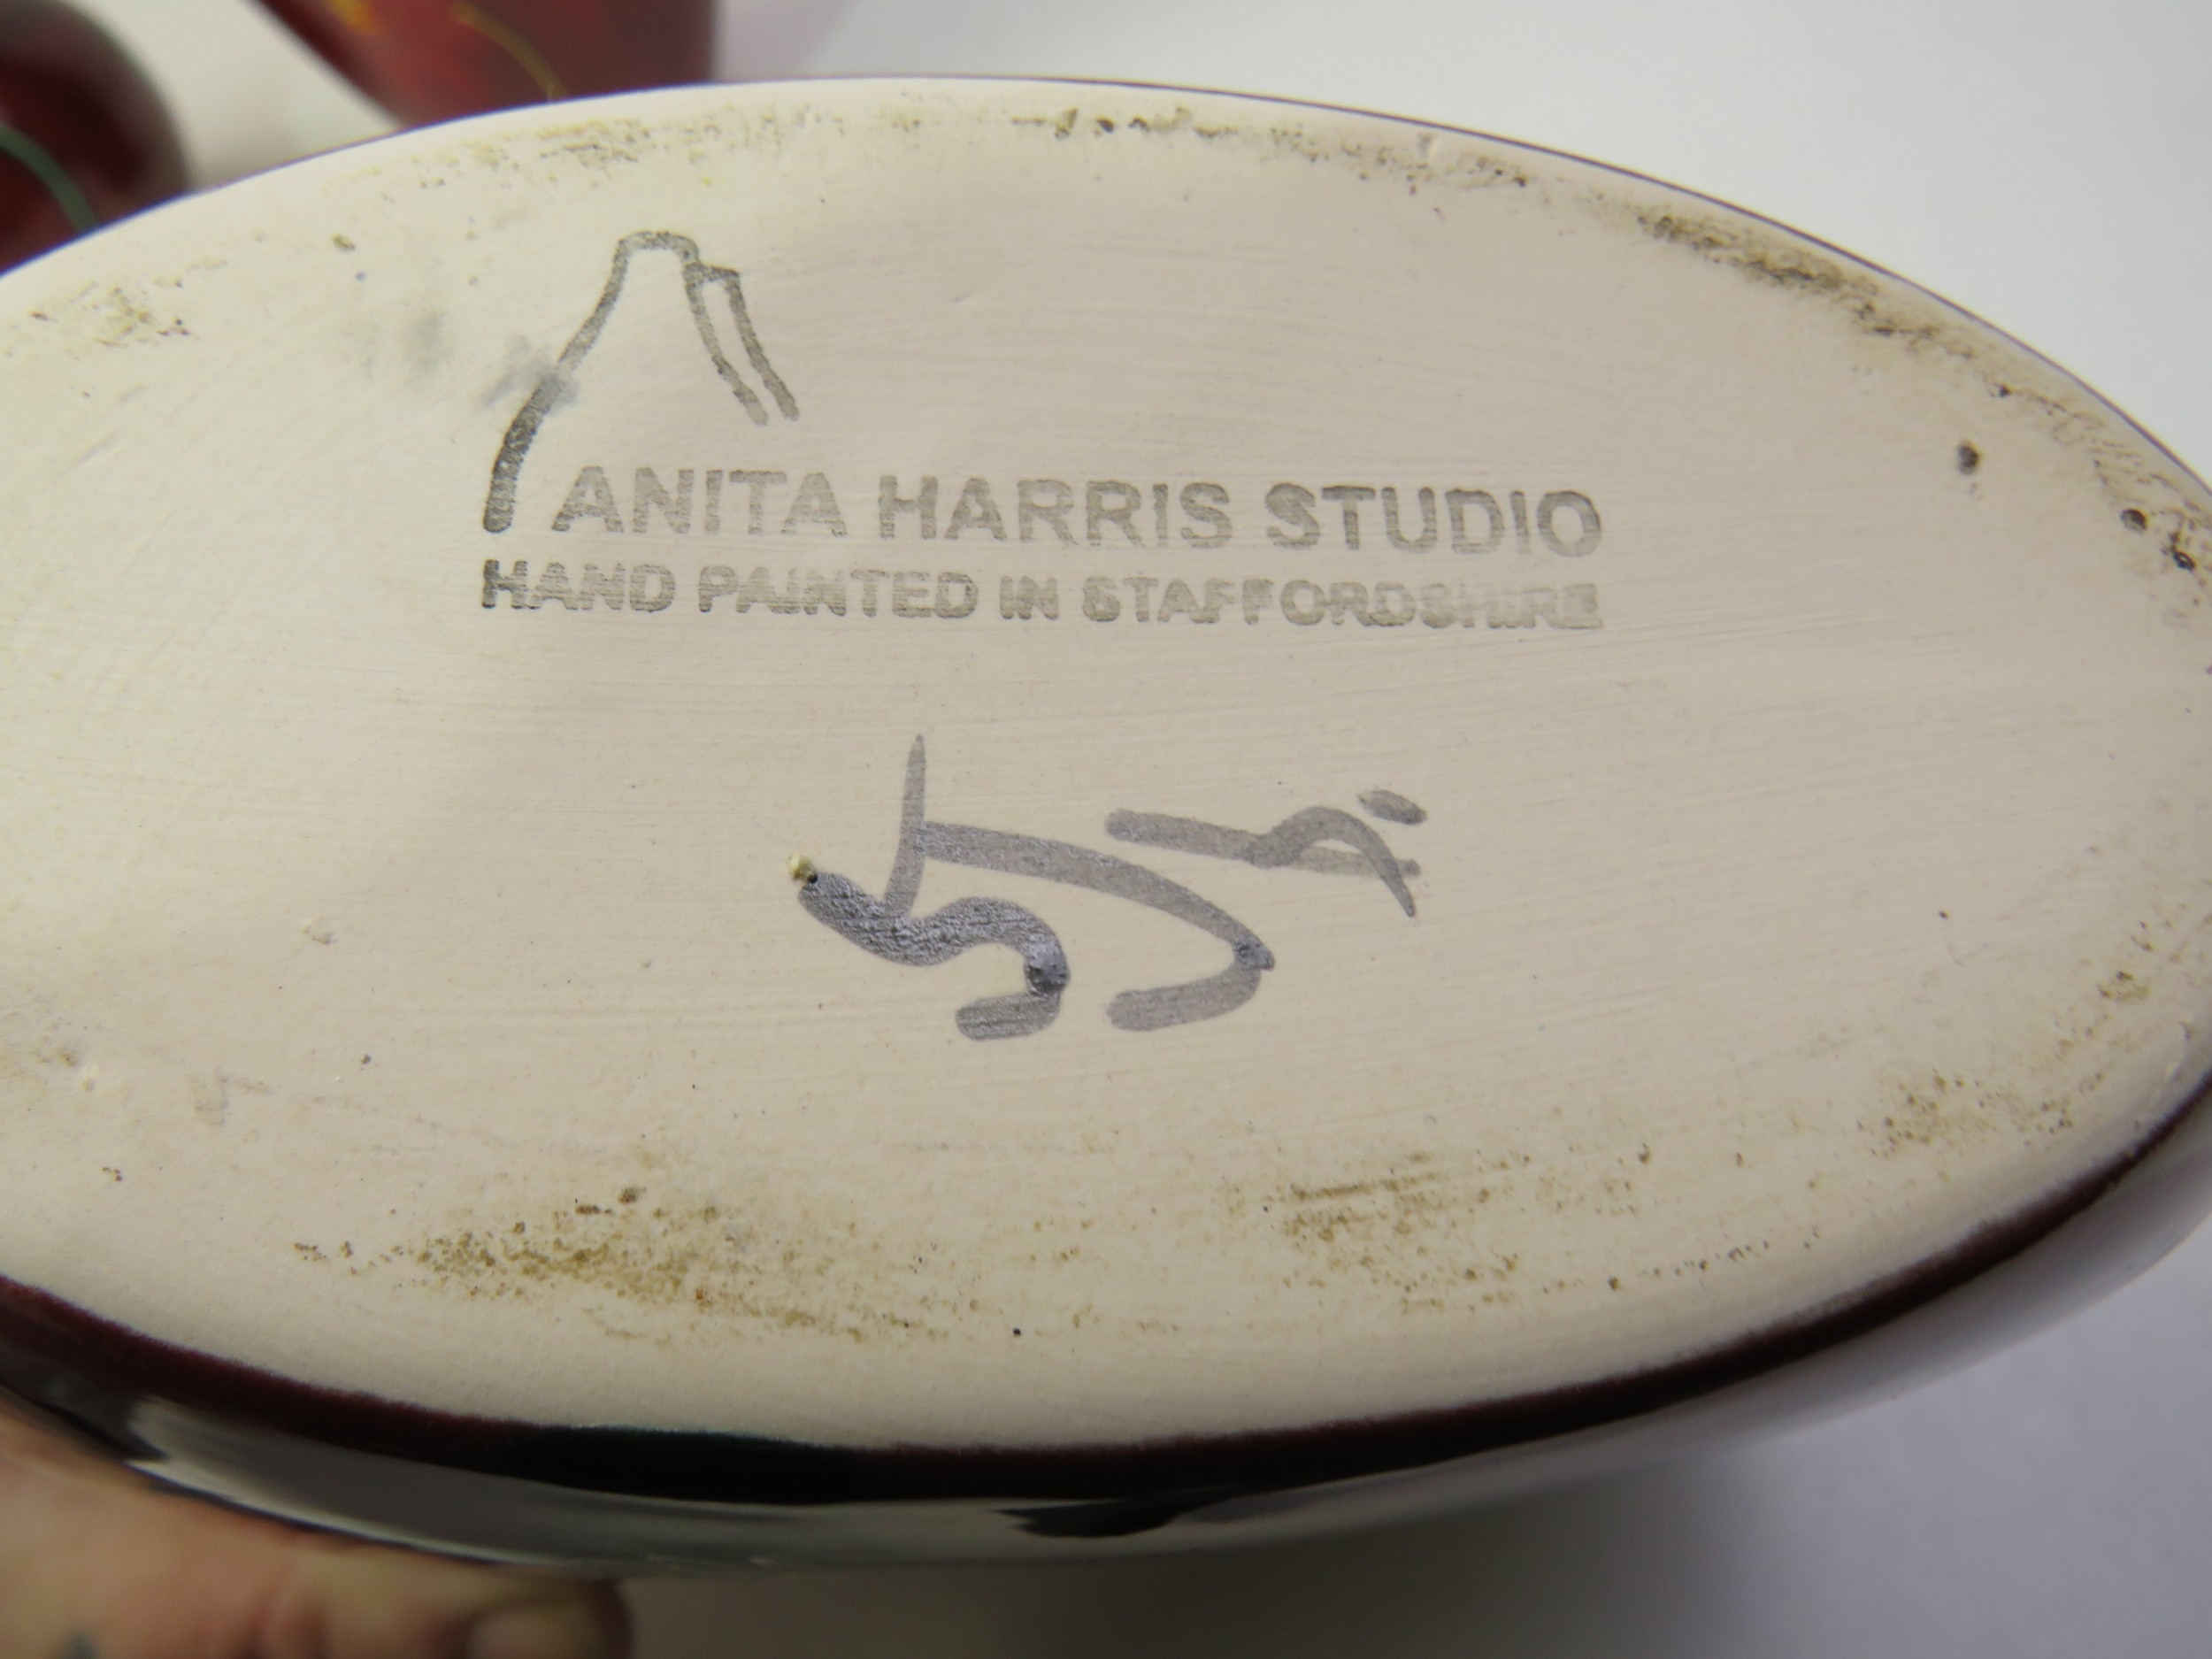 ANITA HARRIS STUDIO
HAND PAINTED IN STAFFORDSHIRE